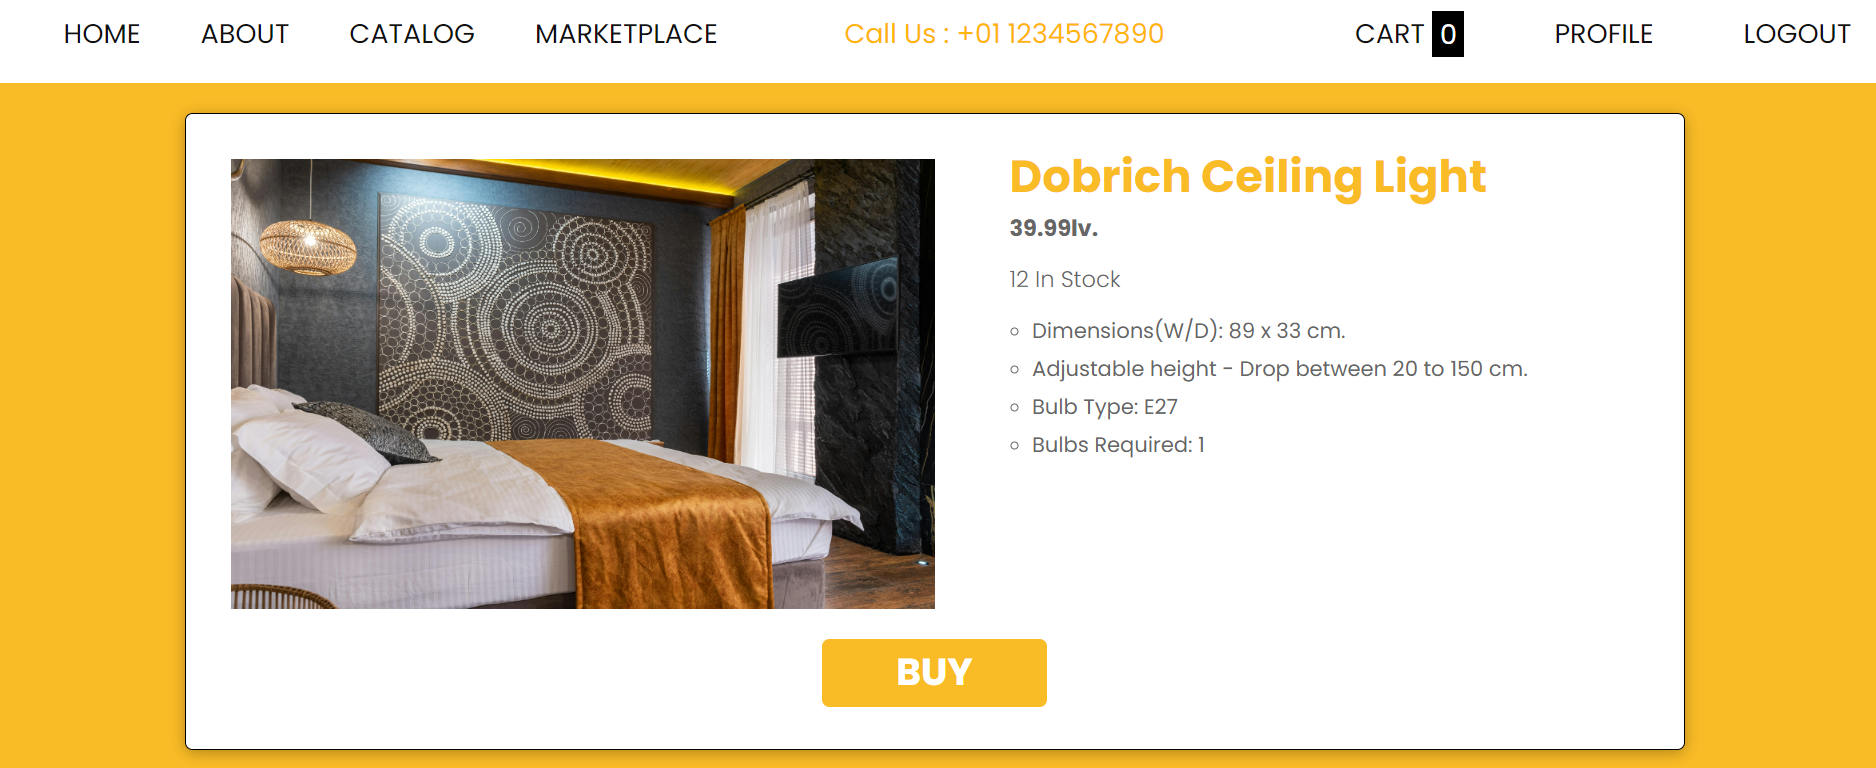 HOME ABOUT CATALOG MARKETPLACE Call Us : +01 1234567890 CART 0 PROFILE LOGOUT
Dobrich Ceiling Light
39.99lv.
12 In Stock
Dimensions(W/D): 89 x 33 cm.
Adjustable height - Drop between 20 to 150 cm.
Bulb Type: E27
Bulbs Required: 1
BUY